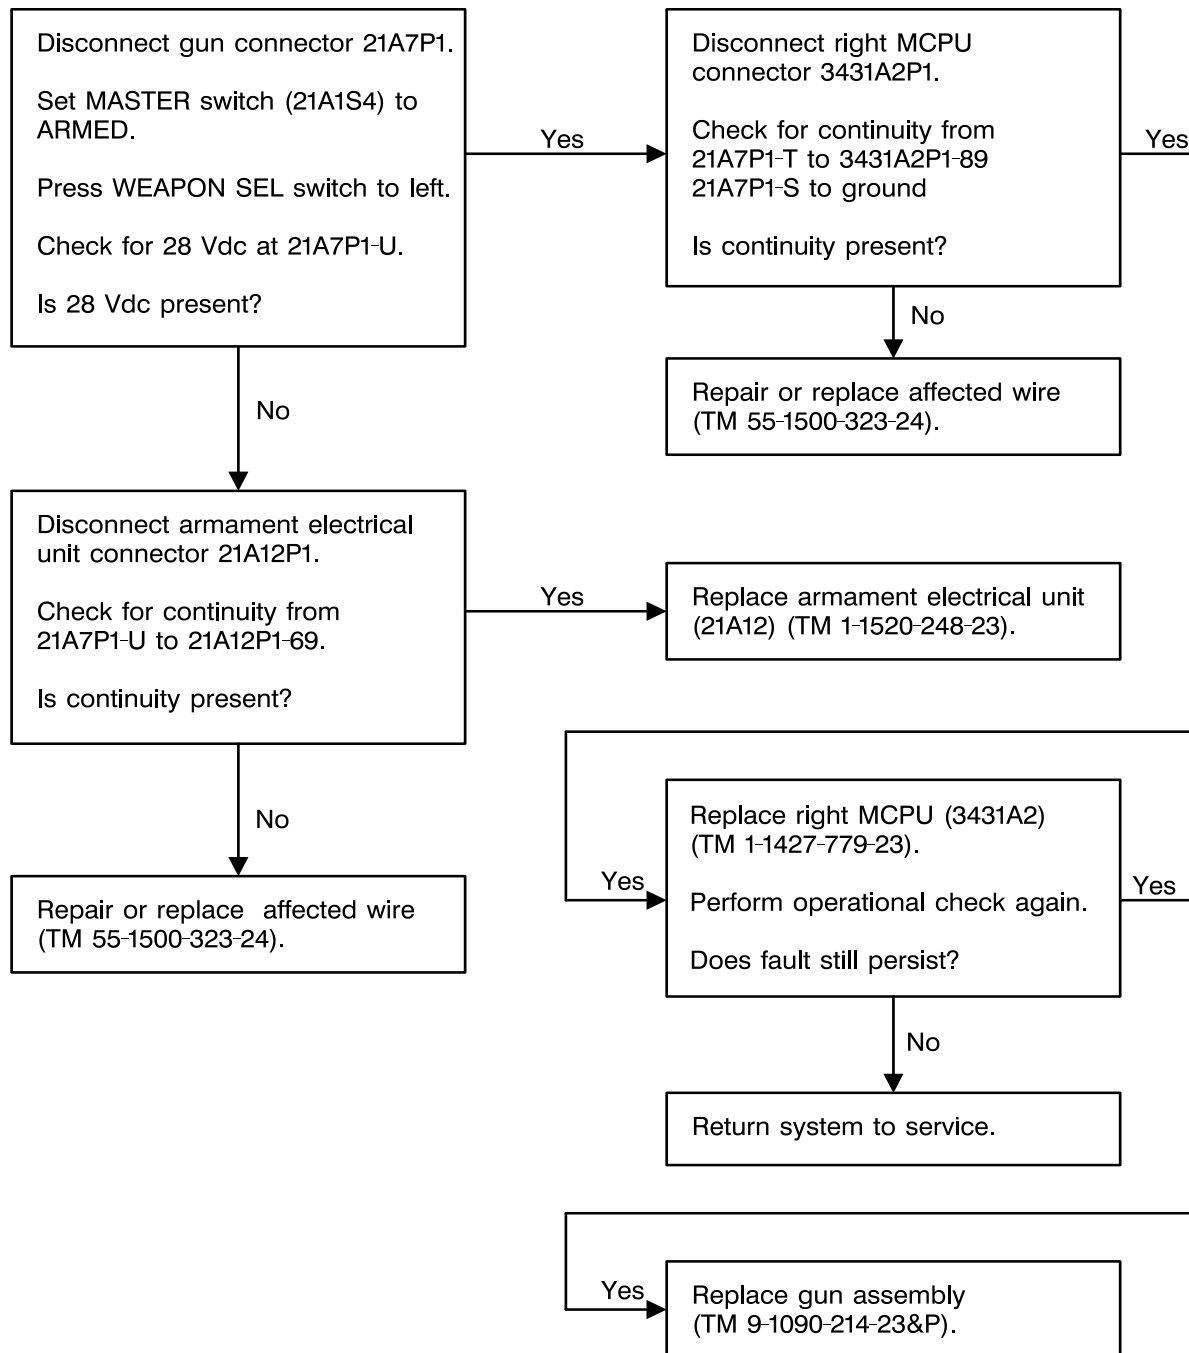 Disconnect gun connector 21A7P1.
Set MASTER switch (21A1S4) to
ARMED.
Press WEAPON SEL switch to left.
Check for 28 Vdc at 21A7P1-U.
Is 28 Vdc present?
Yes
Disconnect right MCPU
connector 3431A2P1.
Check for continuity from
21A7P1-T to 3431A2P1-89
21A7P1-S to ground
Is continuity present?
Yes
No
Repair or replace affected wire
(TM 55-1500-323-24).
No
Disconnect armament electrical
unit connector 21A12P1.
Check for continuity from
21A7P1-U to 21A12P1-69.
Is continuity present?
Yes
Replace armament electrical unit
(21A12) (TM 1-1520-248-23).
No
Repair or replace affected wire
(TM 55-1500-323-24).
Yes
Replace right MCPU (3431A2)
(TM 1-1427-779-23).
Perform operational check again.
Does fault still persist?
Yes
No
Return system to service.
Yes
Replace gun assembly
(TM 9-1090-214-23&P).